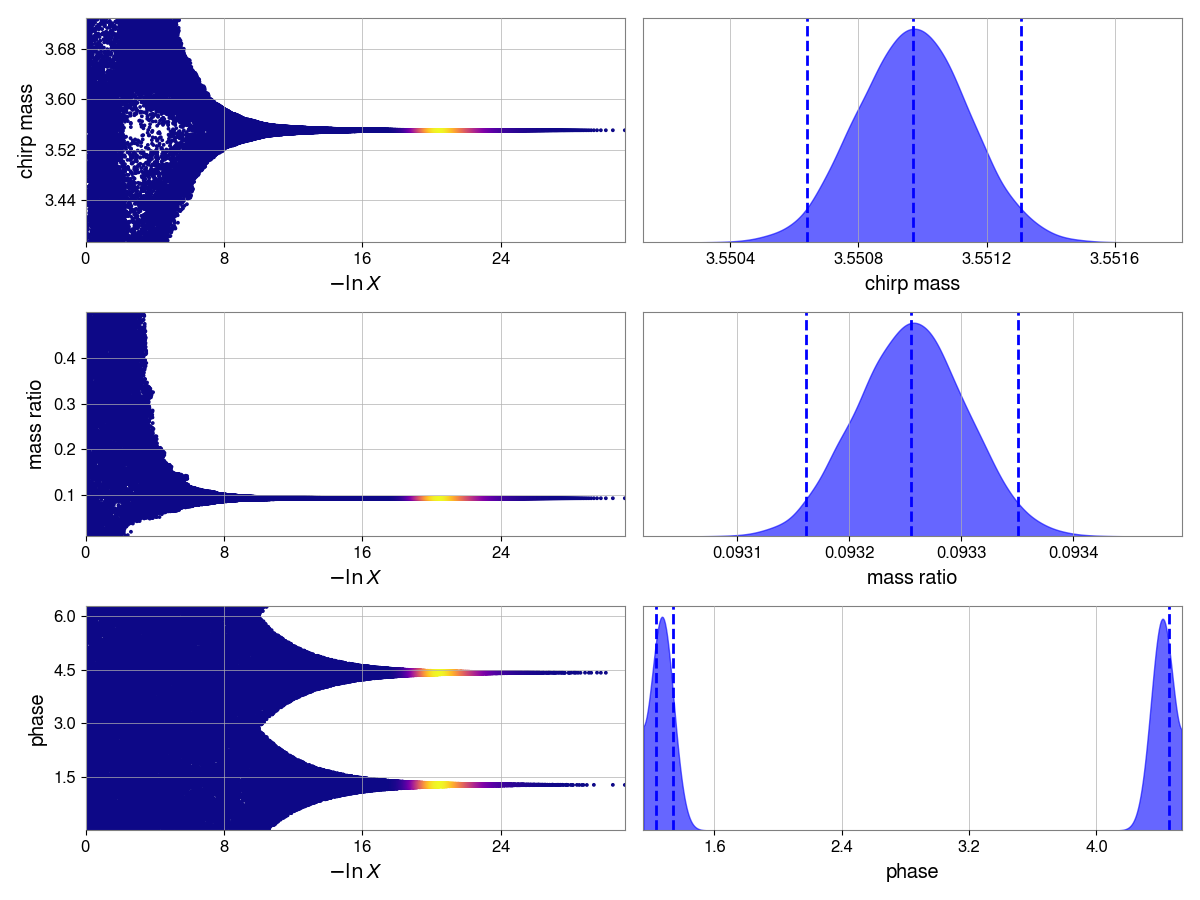 chirp mass
3.68
3.60
3.52
3.44
0 8 16 24
−ln X
3.5504 3.5508 3.5512 3.5516
chirp mass
mass ratio
0.4
0.3
0.2
0.1
0 8 16 24
−ln X
0.0931 0.0932 0.0933 0.0934
mass ratio
phase
6.0
4.5
3.0
1.5
0 8 16 24
−ln X
1.6 2.4 3.2 4.0
phase